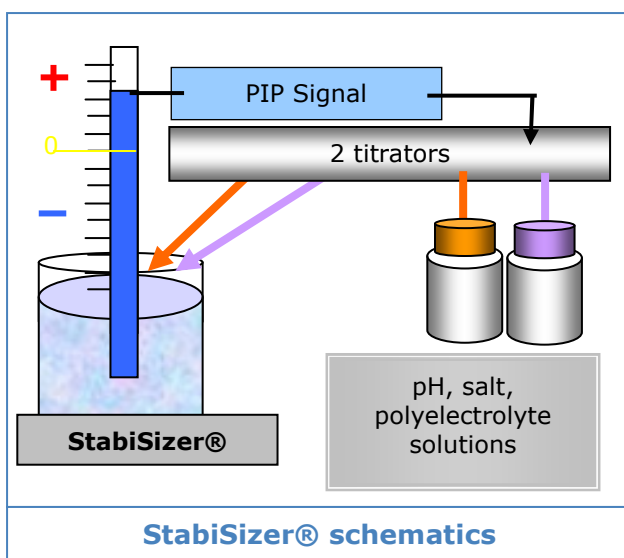 +
PIP Signal
0
2 titrators
−
pH, salt,
polyelectrolyte
solutions
StabiSizer®
StabiSizer® schematics